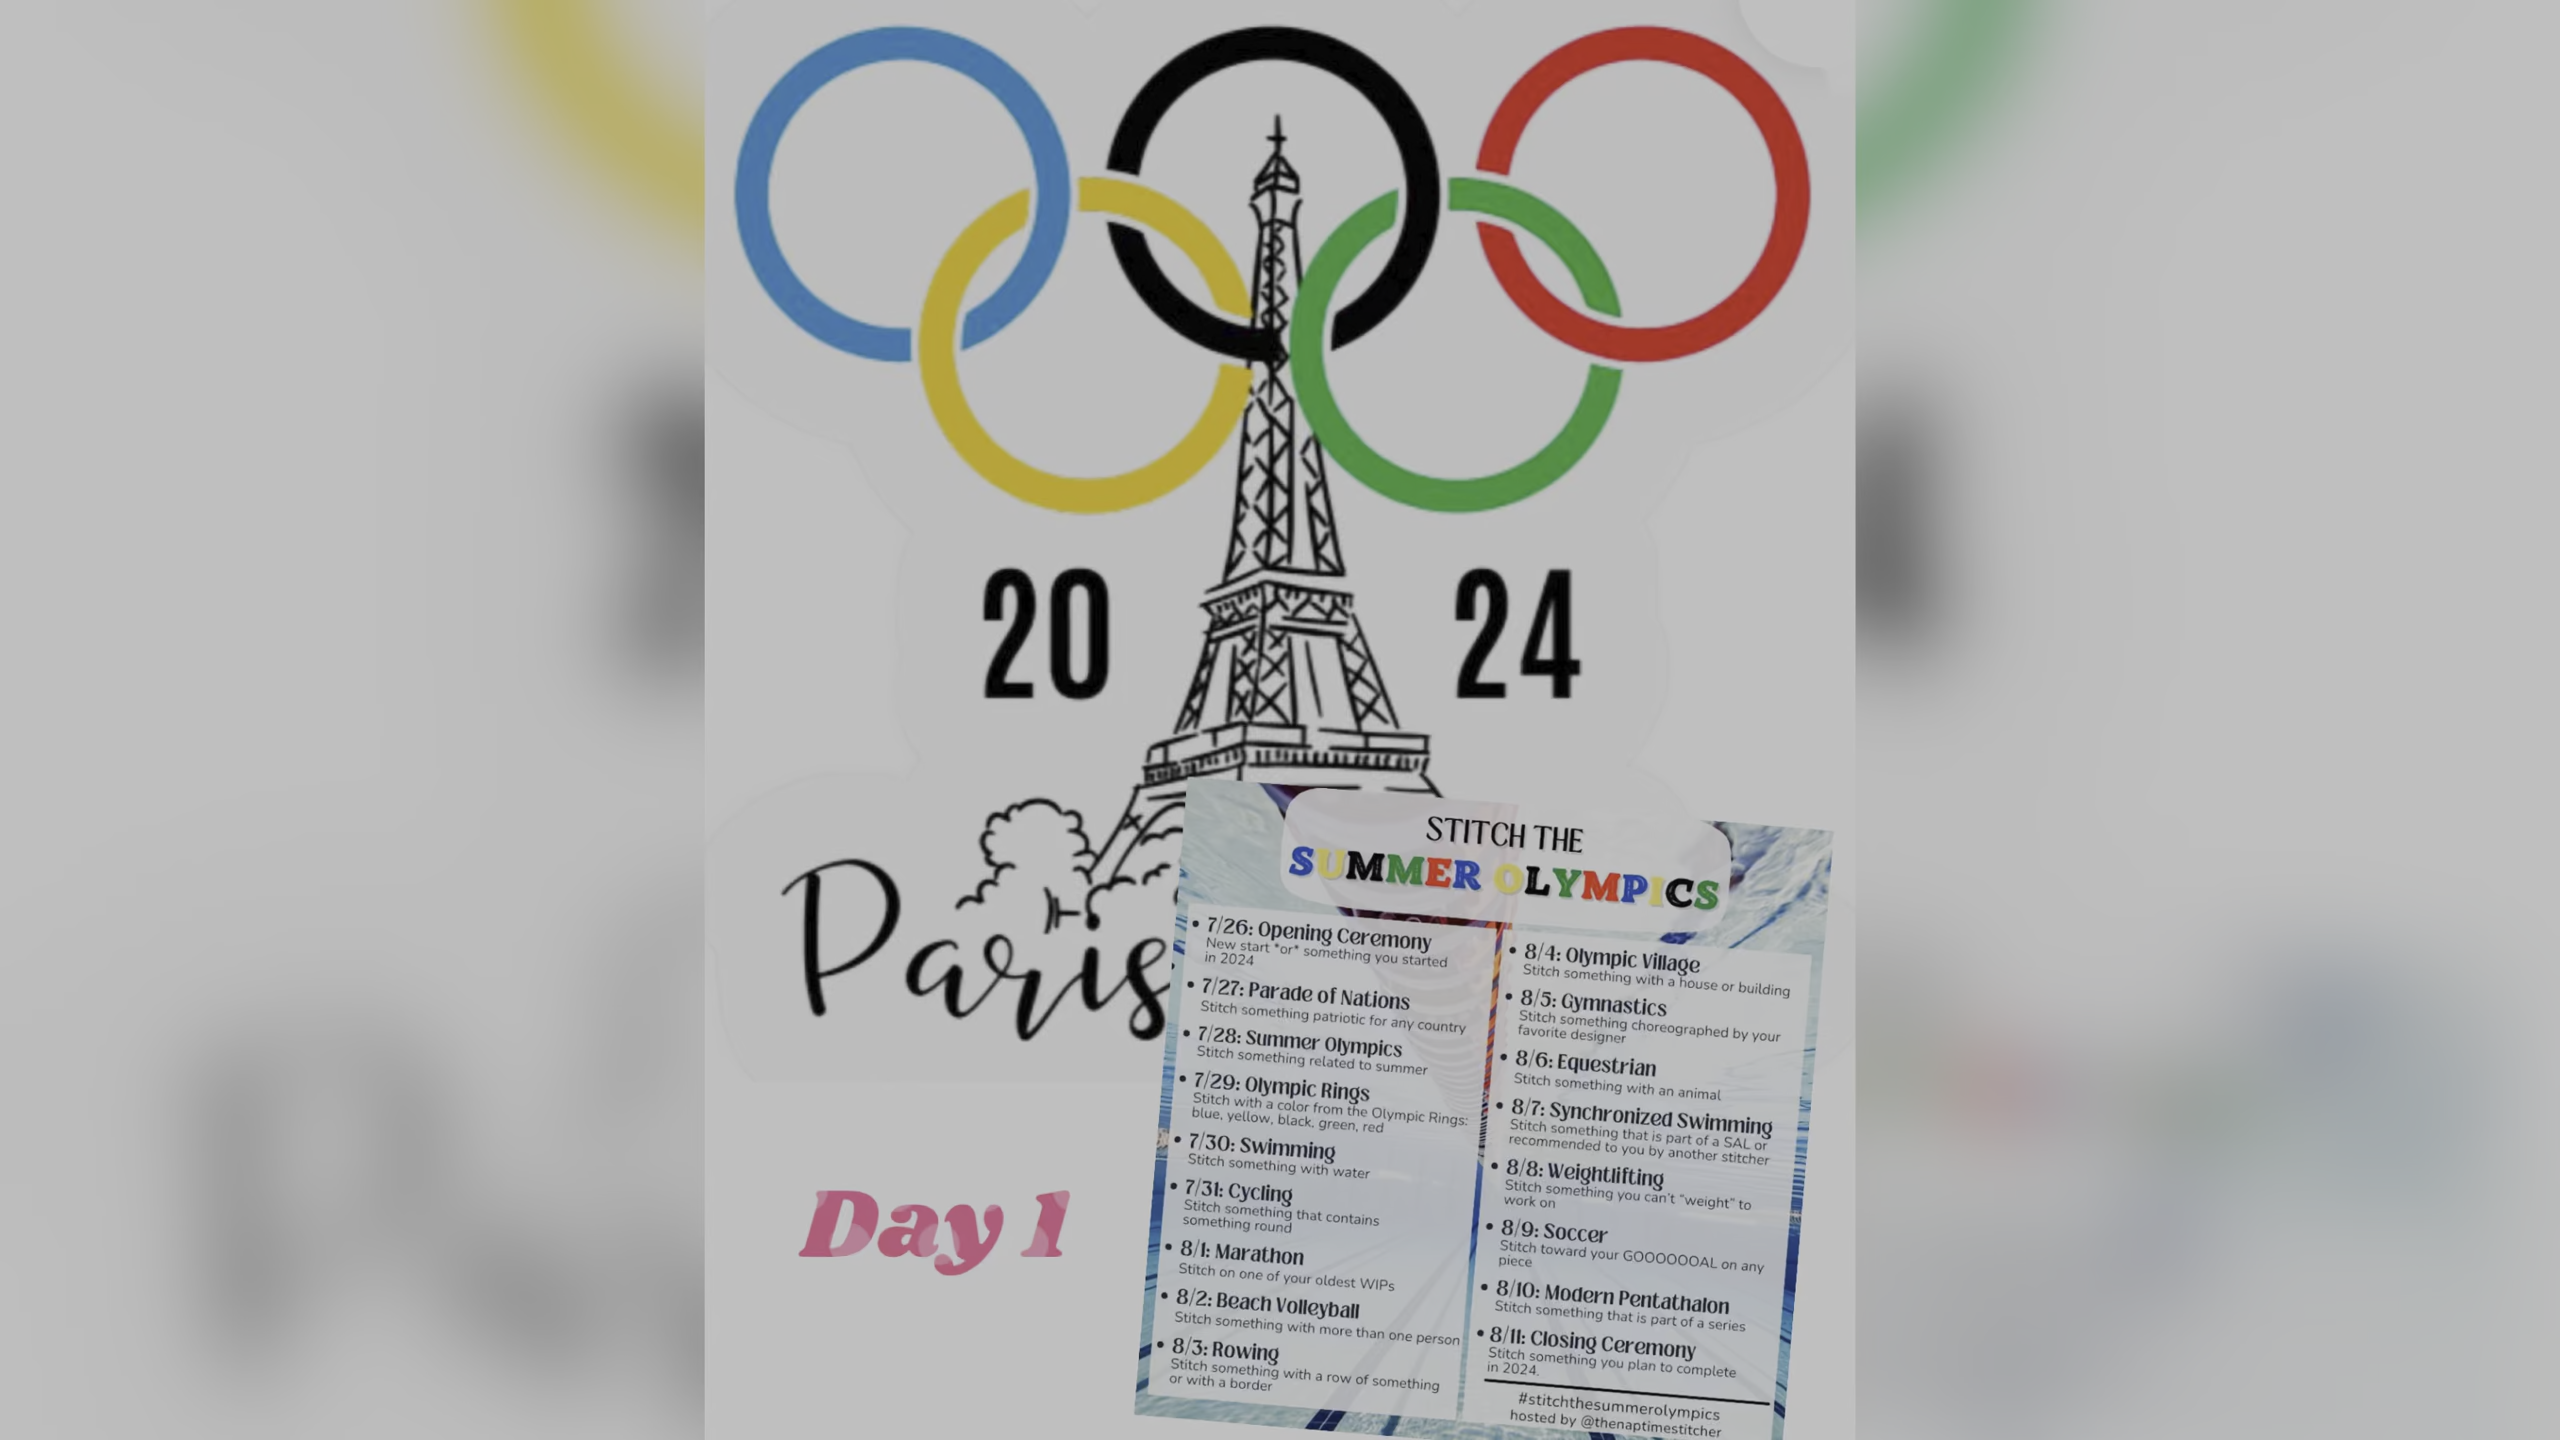 20 24
Paris
Day 1
STITCH THE
SUMMER OLYMPICS
• 7/26: Opening Ceremony
New start *or* something you started
in 2024
• 7/27: Parade of Nations
Stitch something patriotic for any country
• 7/28: Summer Olympics
Stitch something related to summer
• 7/29: Olympic Rings
Stitch with a color from the Olympic Rings:
blue, yellow, black, green, red
• 7/30: Swimming
Stitch something with water
• 7/31: Cycling
Stitch something that contains
something round
• 8/1: Marathon
Stitch on one of your oldest WIPs
• 8/2: Beach Volleyball
Stitch something with more than one person
• 8/3: Rowing
Stitch something with a row of something
or with a border
• 8/4: Olympic Village
Stitch something with a house or building
• 8/5: Gymnastics
Stitch something choreographed by your
favorite designer
• 8/6: Equestrian
Stitch something with an animal
• 8/7: Synchronized Swimming
Stitch something that is part of a SAL or
recommended to you by another stitcher
• 8/8: Weightlifting
Stitch something you can't "weight" to
work on
• 8/9: Soccer
Stitch toward your GOOOOOOAL on any
piece
• 8/10: Modern Pentathalon
Stitch something that is part of a series
• 8/11: Closing Ceremony
Stitch something you plan to complete
in 2024.
#stitchthesummerolympics
hosted by @thenaptimestitcher